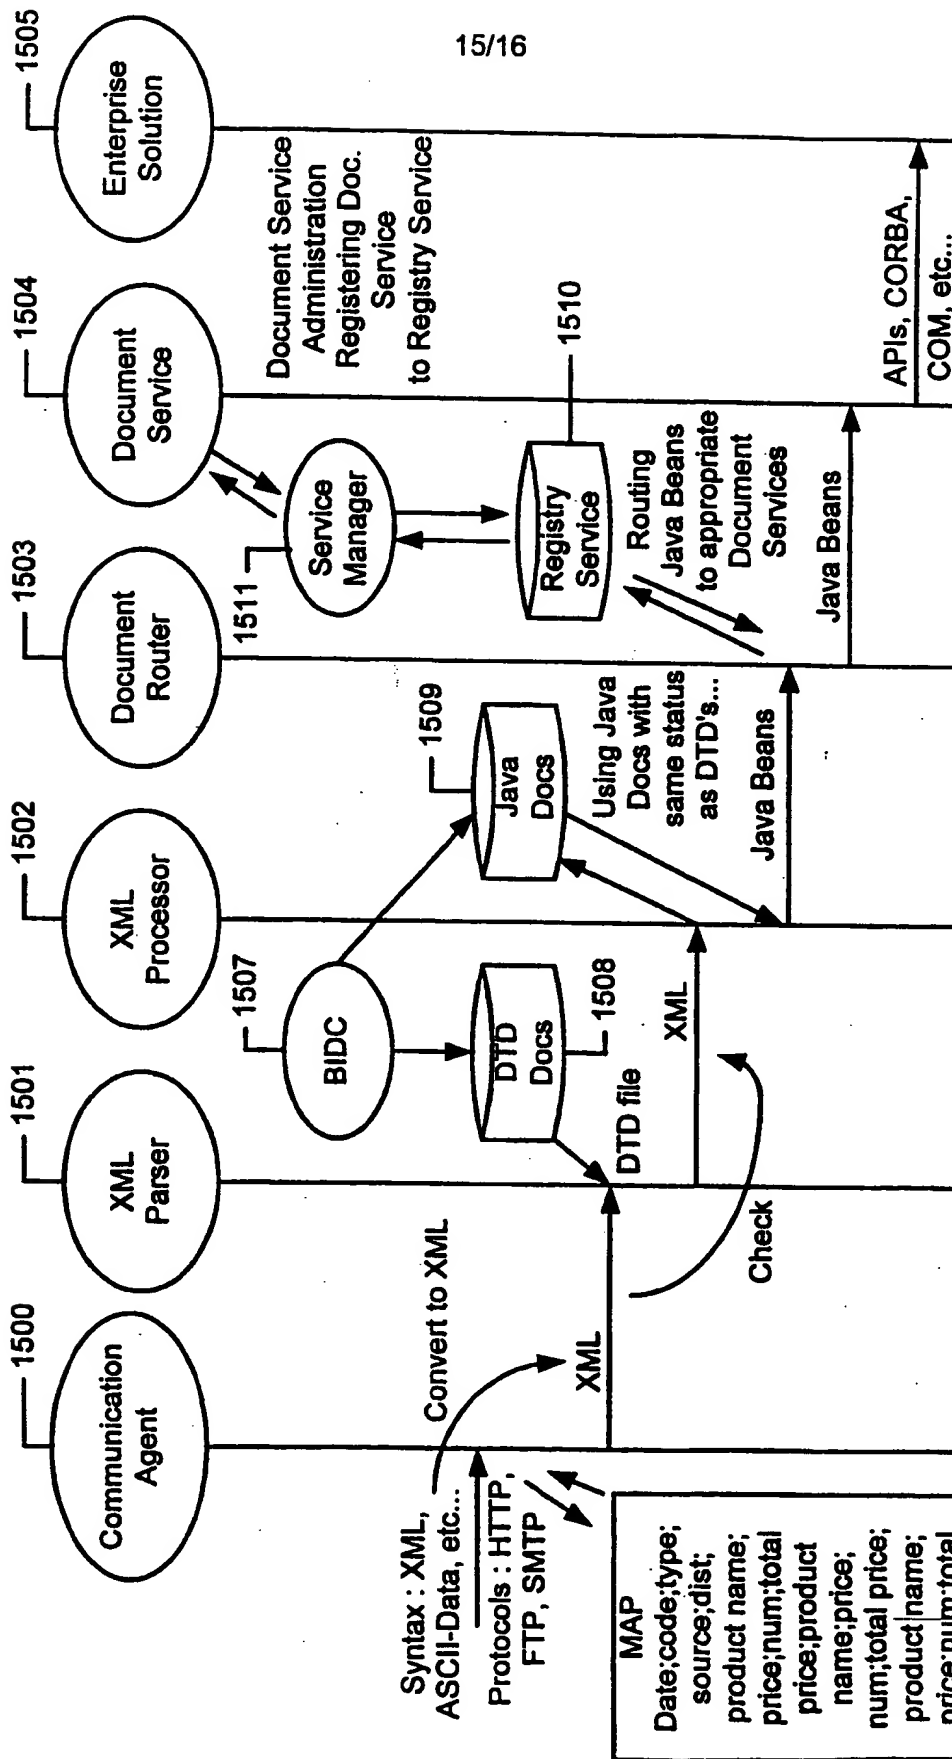 15/16
1500
Communication
Agent
1501
XML
Parser
1502
XML
Processor
1503
Document
Router
1504
Document
Service
1505
Enterprise
Solution
Document Service
Administration
Registering Doc.
Service
to Registry Service
1507
BIDC
1511
Service
Manager
DTD
Docs
1508
Java
Docs
1509
Registry
Service
1510
Syntax : XML,
ASCII-Data, etc...
Protocols : HTTP,
FTP, SMTP
Convert to XML
XML
DTD file
Check
XML
Using Java
Docs with
same status
as DTD's...
Java Beans
Routing
Java Beans
to appropriate
Document
Services
Java Beans
APIs, CORBA,
COM, etc...
MAP
Date;code;type;
source;dist;
product name;
price;num;total
price;product
name;price;
num;total price;
product name;
price;num;total